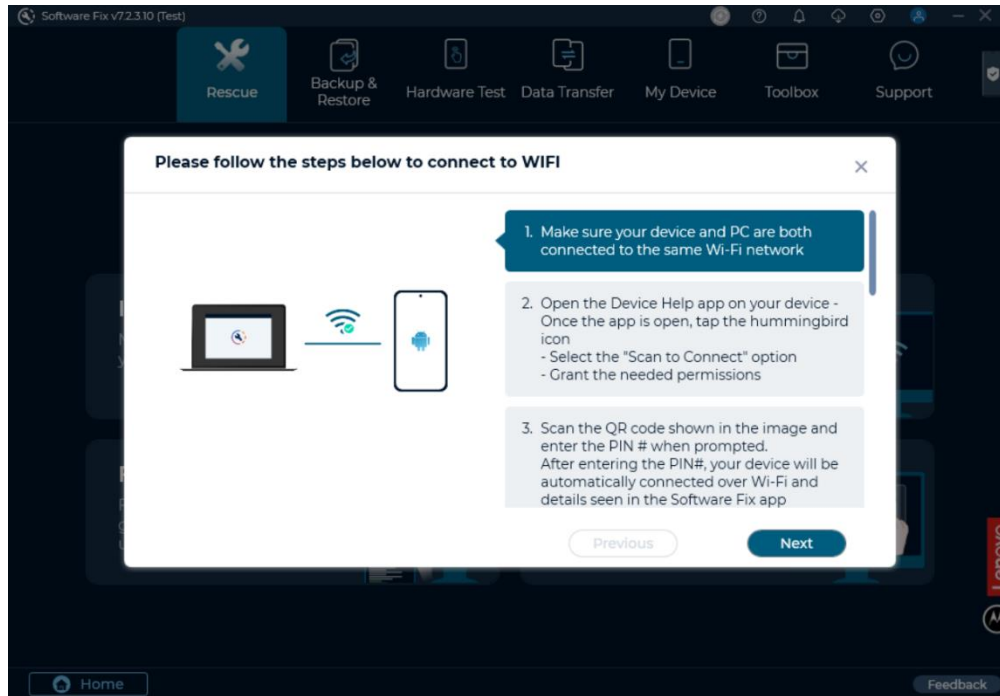 Software Fix v7.2.3.10 (Test)
Rescue
Backup &
Restore
Hardware Test
Data Transfer
My Device
Toolbox
Support
Please follow the steps below to connect to WIFI
1. Make sure your device and PC are both
connected to the same Wi-Fi network
2. Open the Device Help app on your device -
Once the app is open, tap the hummingbird
icon
- Select the "Scan to Connect" option
- Grant the needed permissions
3. Scan the QR code shown in the image and
enter the PIN # when prompted.
After entering the PIN#, your device will be
automatically connected over Wi-Fi and
details seen in the Software Fix app
Previous
Next
Home
Feedback